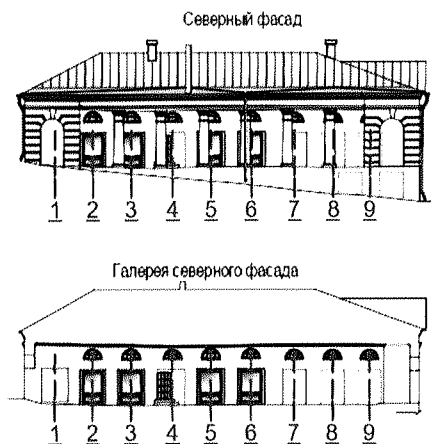 Северный фасад
1 2 3 4 5 6 7 8 9
Галерея северного фасада
1 2 3 4 5 6 7 8 9